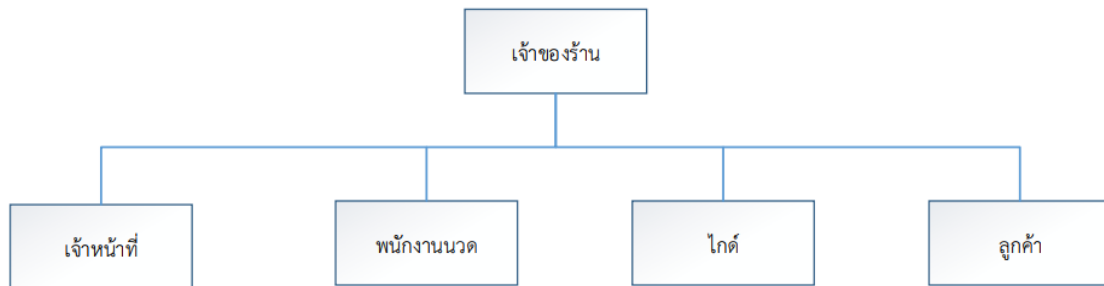 เจ้าของร้าน
เจ้าหน้าที่
พนักงานนวด
ไกด์
ลูกค้า